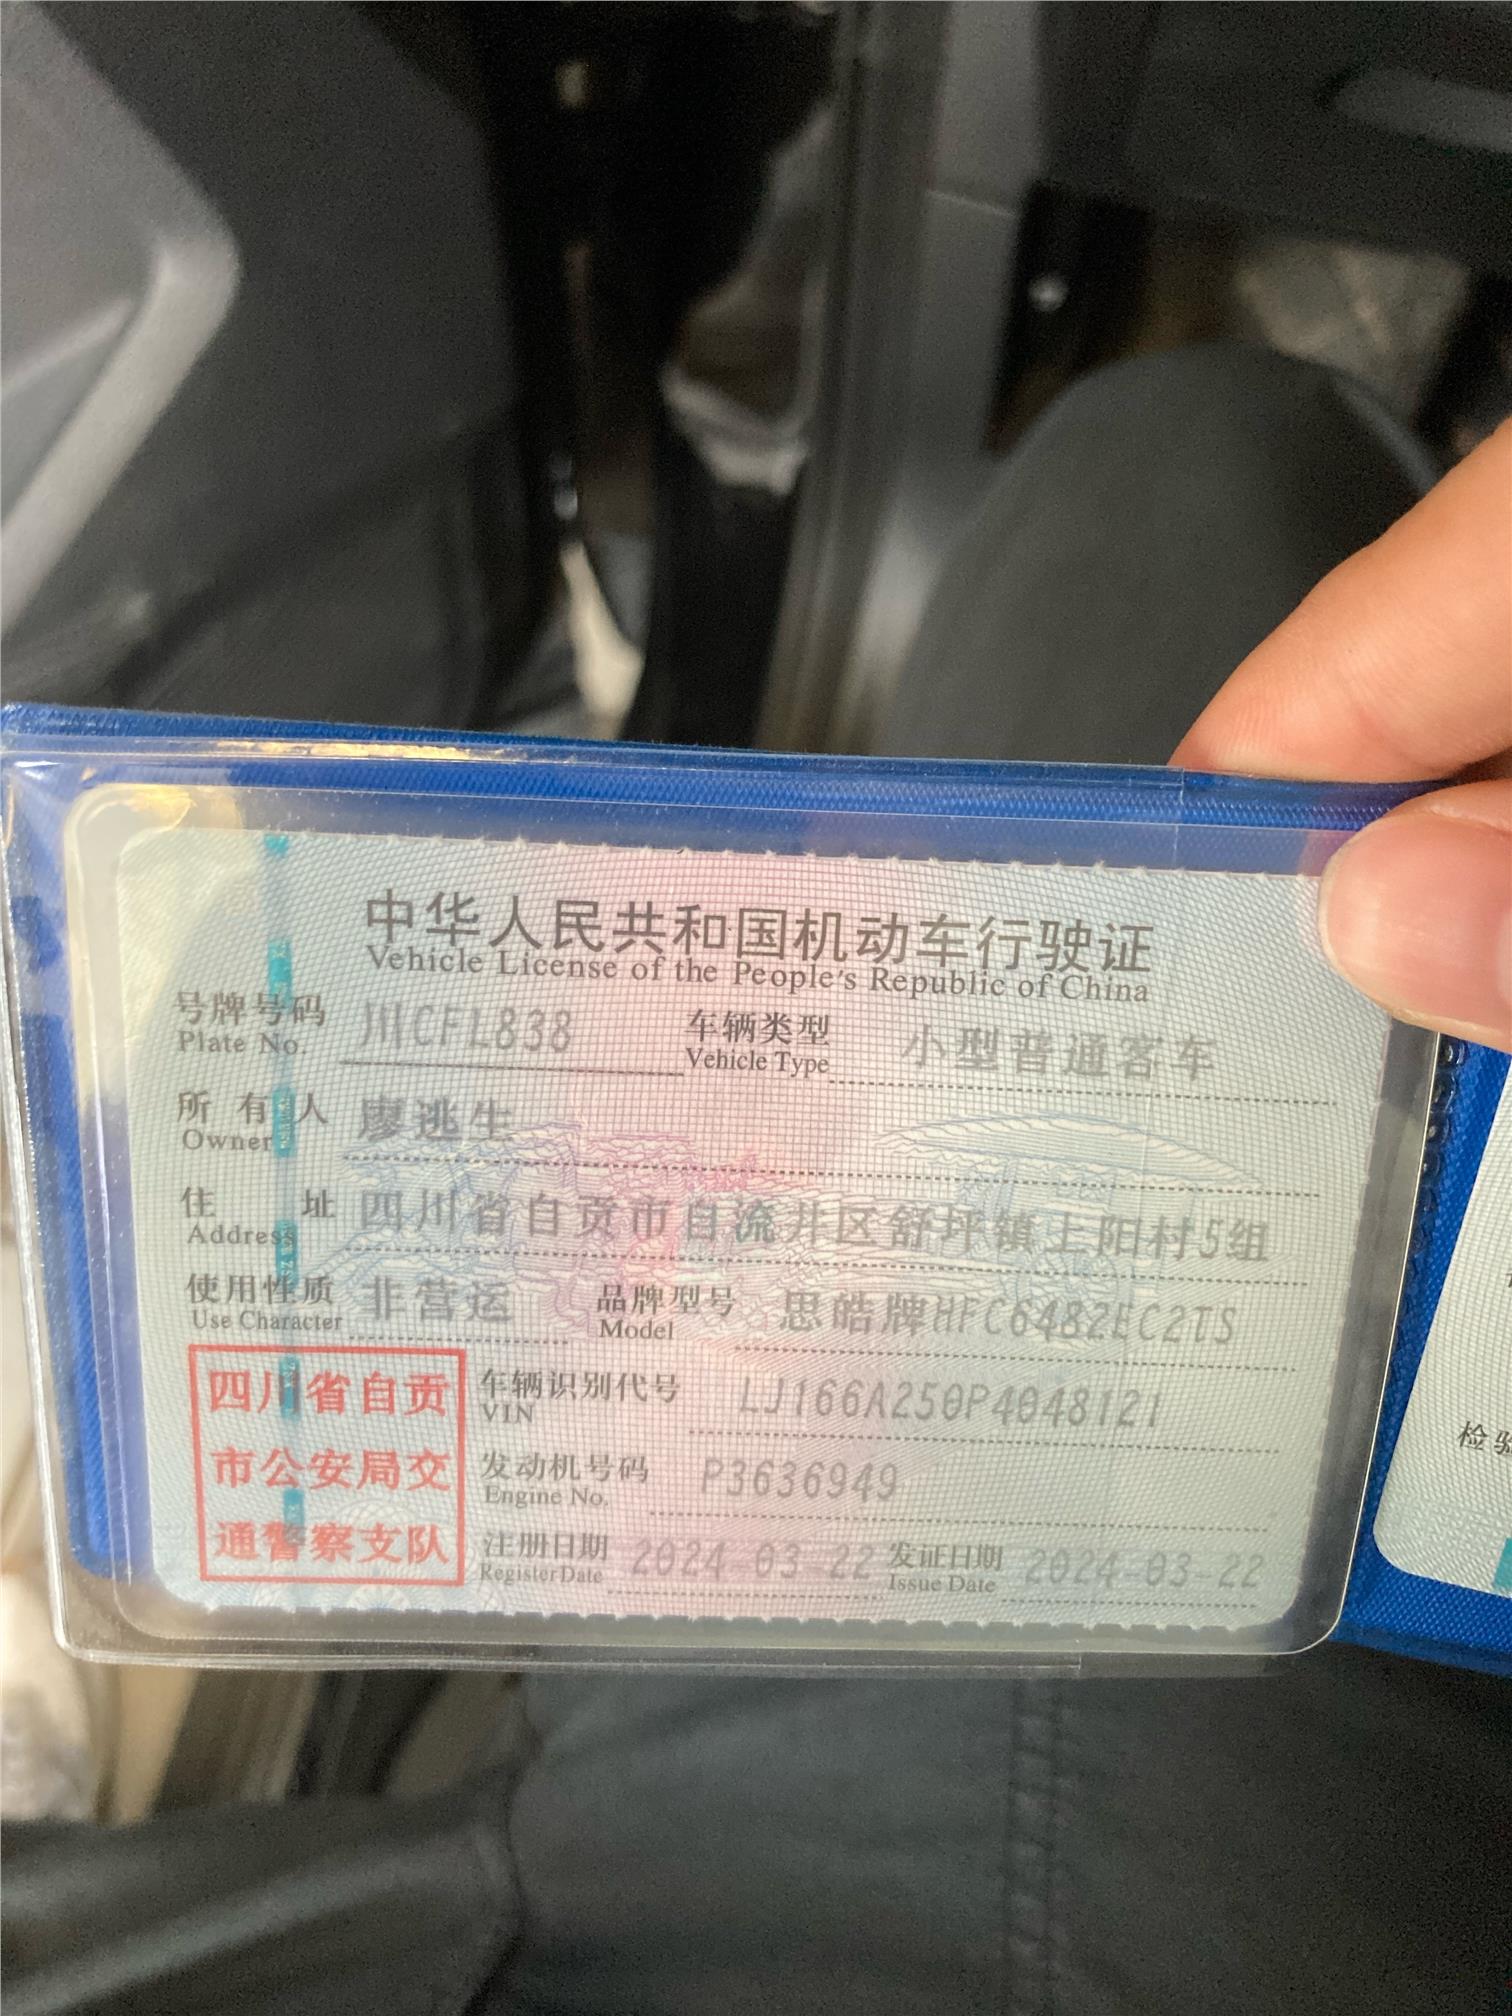 中华人民共和国机动车行驶证
Vehicle License of the People's Republic of China
号牌号码 川CFL838 车辆类型 小型普通客车
Plate No. Vehicle Type
所有人 廖逃生
Owner
住址 四川省自贡市自流井区舒坪镇上阳村5组
Address
使用性质 非营运 品牌型号 思皓牌HFC6482EC2TS
Use Character Model
四川省自贡
市公安局交
通警察支队
车辆识别代号 LJ166A250P4048121
VIN
发动机号码 P3636949
Engine No.
注册日期 2024-03-22 发证日期 2024-03-22
Register Date Issue Date
检验